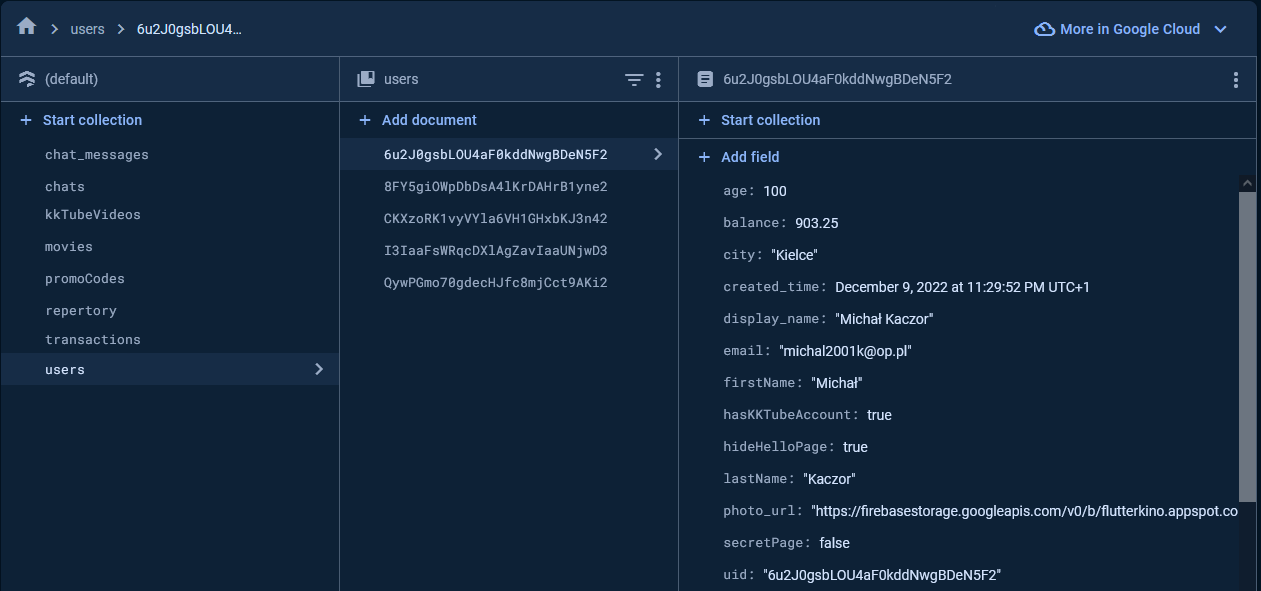 users
6u2J0gsbLOU4…
More in Google Cloud
(default)
users
6u2J0gsbLOU4aF0kddNwgBDeN5F2
Start collection
chat_messages
chats
kkTubeVideos
movies
promoCodes
repertory
transactions
users
Add document
6u2J0gsbLOU4aF0kddNwgBDeN5F2
8FY5giOWpDbDsA4lKrDAHrB1yne2
CKXzoRK1vyVYla6VH1GHxbKJ3n42
I3IaaFsWRqcDXlAgZavIaaUNjwD3
QywPGmo70gdecHJfc8mjCct9AKi2
Start collection
Add field
age: 100
balance: 903.25
city: "Kielce"
created_time: December 9, 2022 at 11:29:52 PM UTC+1
display_name: "Michał Kaczor"
email: "michal2001k@op.pl"
firstName: "Michał"
hasKKTubeAccount: true
hideHelloPage: true
lastName: "Kaczor"
photo_url: "https://firebasestorage.googleapis.com/v0/b/flutterkino.appspot.co
secretPage: false
uid: "6u2J0gsbLOU4aF0kddNwgBDeN5F2"